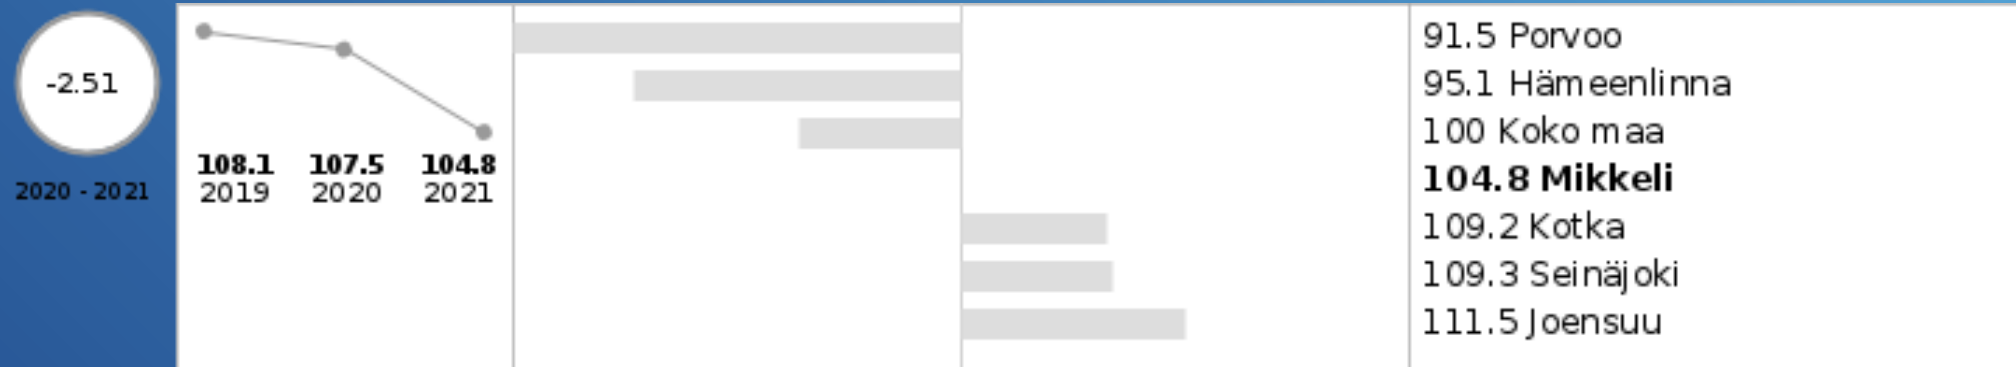 -2.51
2020 - 2021
108.1 107.5 104.8
2019 2020 2021
91.5 Porvoo
95.1 Hämeenlinna
100 Koko maa
104.8 Mikkeli
109.2 Kotka
109.3 Seinäjoki
111.5 Joensuu